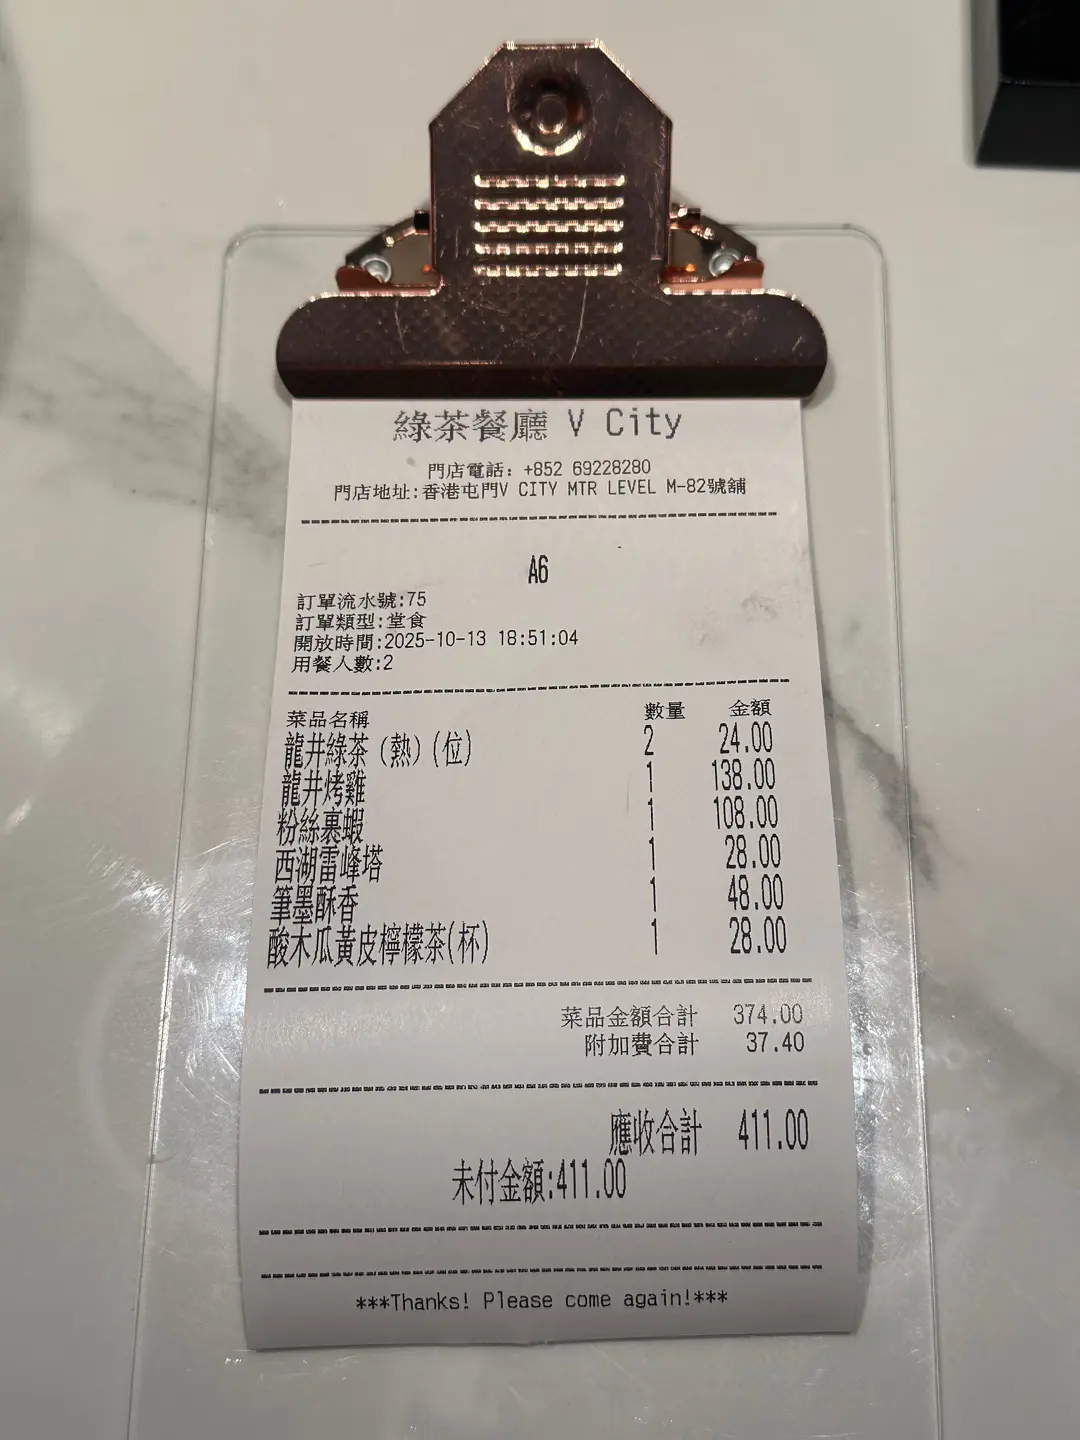 綠茶餐廳 V City
門店電話: +852 69228280
門店地址:香港屯門V CITY MTR LEVEL M-82號舖
A6
訂單流水號:75
訂單類型:堂食
開放時間:2025-10-13 18:51:04
用餐人數:2
菜品名稱 數量 金額
龍井綠茶 (熱) (位) 2 24.00
龍井烤雞 1 138.00
粉絲裹蝦 1 108.00
西湖雷峰塔 1 28.00
筆墨酥香 1 48.00
酸木瓜黃皮檸檬茶(杯) 1 28.00
菜品金額合計 374.00
附加費合計 37.40
應收合計 411.00
未付金額:411.00
***Thanks! Please come again!***